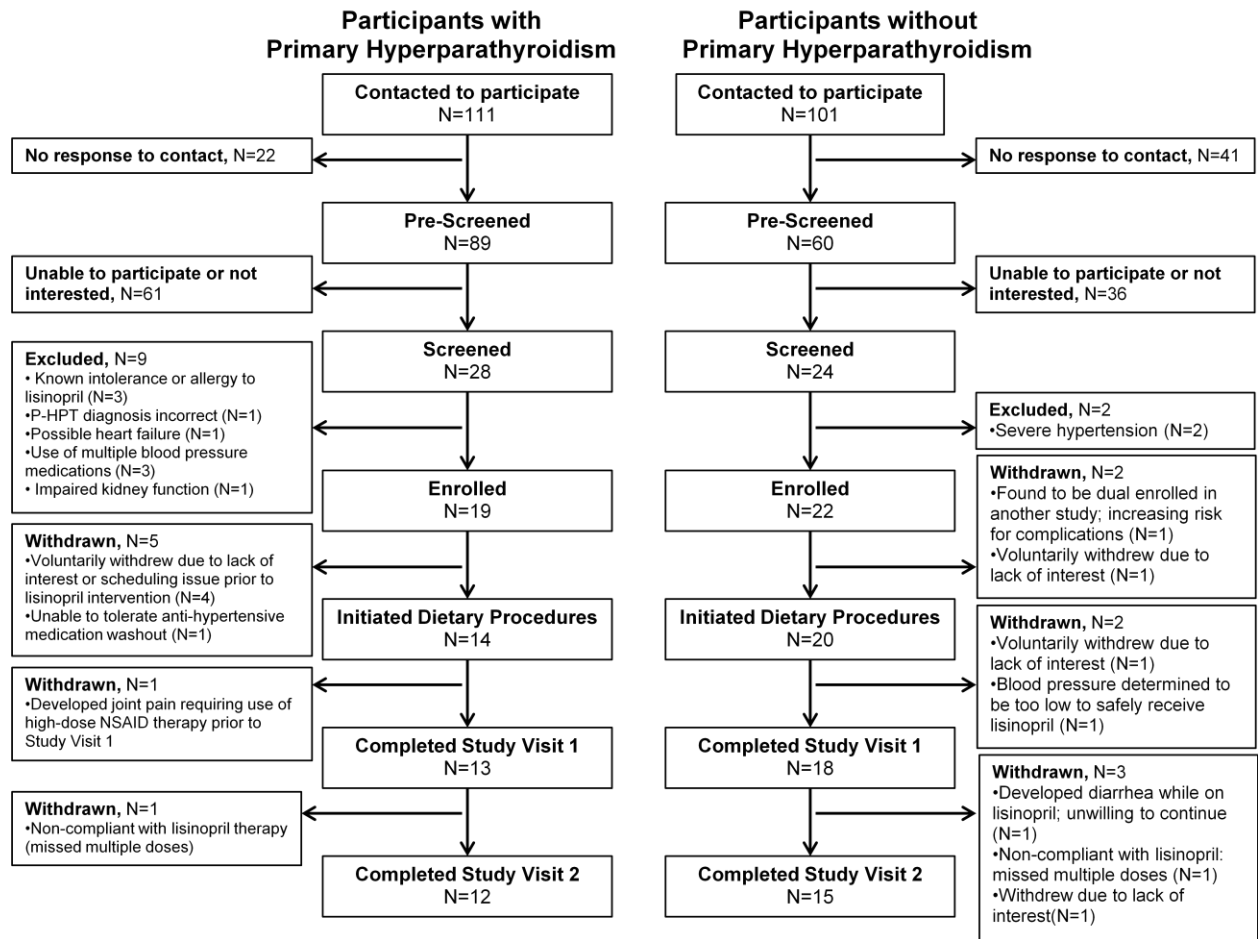 Participants with
Primary Hyperparathyroidism
Contacted to participate
N=111
No response to contact, N=22
Pre-Screened
N=89
Unable to participate or not
interested, N=61
Screened
N=28
Excluded, N=9
• Known intolerance or allergy to
lisinopril (N=3)
•P-HPT diagnosis incorrect (N=1)
•Possible heart failure (N=1)
•Use of multiple blood pressure
medications (N=3)
• Impaired kidney function (N=1)
Enrolled
N=19
Withdrawn, N=5
•Voluntarily withdrew due to lack of
interest or scheduling issue prior to
lisinopril intervention (N=4)
•Unable to tolerate anti-hypertensive
medication washout (N=1)
Initiated Dietary Procedures
N=14
Withdrawn, N=1
•Developed joint pain requiring use of
high-dose NSAID therapy prior to
Study Visit 1
Completed Study Visit 1
N=13
Withdrawn, N=1
•Non-compliant with lisinopril therapy
(missed multiple doses)
Completed Study Visit 2
N=12
Participants without
Primary Hyperparathyroidism
Contacted to participate
N=101
No response to contact, N=41
Pre-Screened
N=60
Unable to participate or not
interested, N=36
Screened
N=24
Excluded, N=2
•Severe hypertension (N=2)
Enrolled
N=22
Withdrawn, N=2
•Found to be dual enrolled in
another study; increasing risk
for complications (N=1)
•Voluntarily withdrew due to
lack of interest (N=1)
Initiated Dietary Procedures
N=20
Withdrawn, N=2
•Voluntarily withdrew due to
lack of interest (N=1)
•Blood pressure determined to
be too low to safely receive
lisinopril (N=1)
Completed Study Visit 1
N=18
Withdrawn, N=3
•Developed diarrhea while on
lisinopril; unwilling to continue
(N=1)
•Non-compliant with lisinopril:
missed multiple doses (N=1)
•Withdrew due to lack of
interest(N=1)
Completed Study Visit 2
N=15